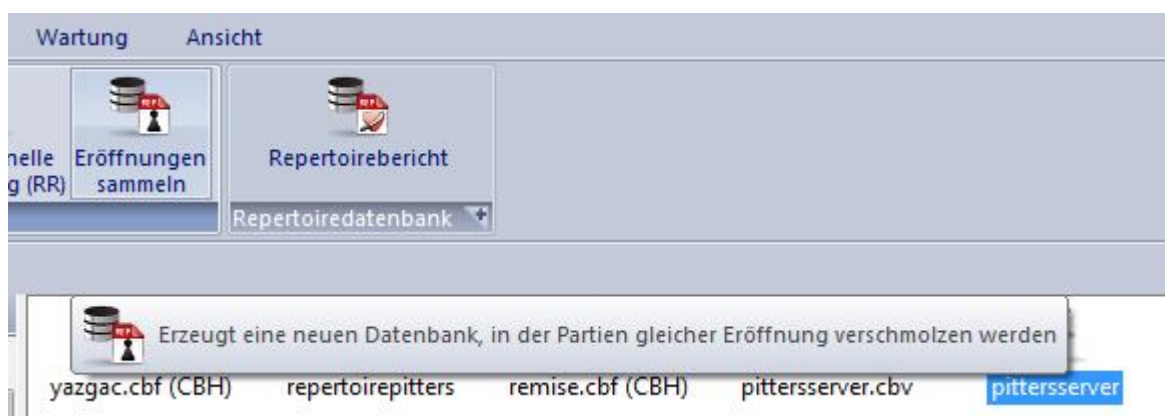 Wartung Ansicht
nelle Eröffnungen Repertoirebericht
g (RR) sammeln
Repertoiredatenbank
Erzeugt eine neuen Datenbank, in der Partien gleicher Eröffnung verschmolzen werden
yazgac.cbf (CBH) repertoirepitters remise.cbf (CBH) pittersserver.cbv pittersserver